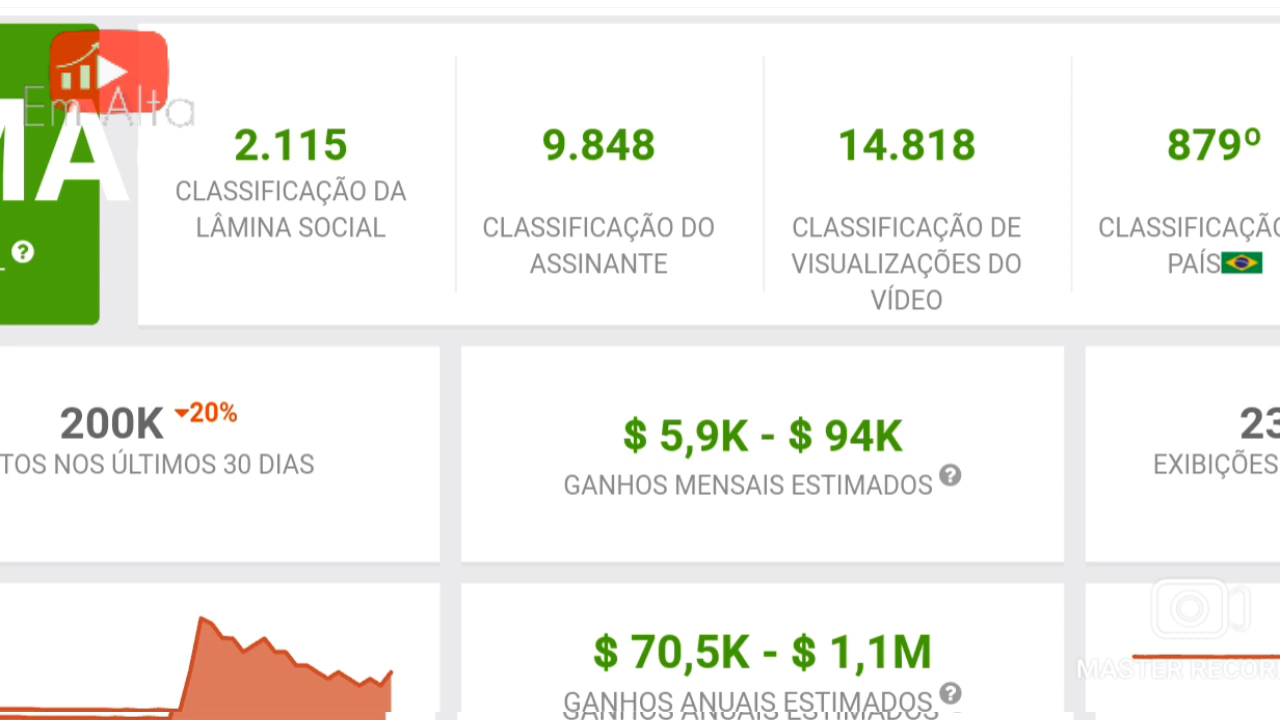 Em Alta
MA
2.115
CLASSIFICAÇÃO DA
LÂMINA SOCIAL
9.848
CLASSIFICAÇÃO DO
ASSINANTE
14.818
CLASSIFICAÇÃO DE
VISUALIZAÇÕES DO
VÍDEO
879º
CLASSIFICAÇÃO
PAÍS
200K 20%
TOS NOS ÚLTIMOS 30 DIAS
$ 5,9K - $ 94K
GANHOS MENSAIS ESTIMADOS
23
EXIBIÇÕES
$ 70,5K - $ 1,1M
GANHOS ANUAIS ESTIMADOS
MASTER RECOR